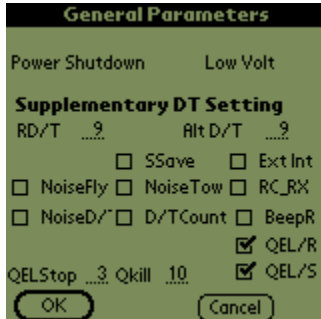 General Parameters
Power Shutdown Low Volt
Supplementary DT Setting
RD/T 9 Alt D/T 9
SSave Ext Int
NoiseFly NoiseTow RC_RX
NoiseD/T D/TCount BeepR
QEL/R
QELStop 3 Qkill 10 QEL/S
OK Cancel